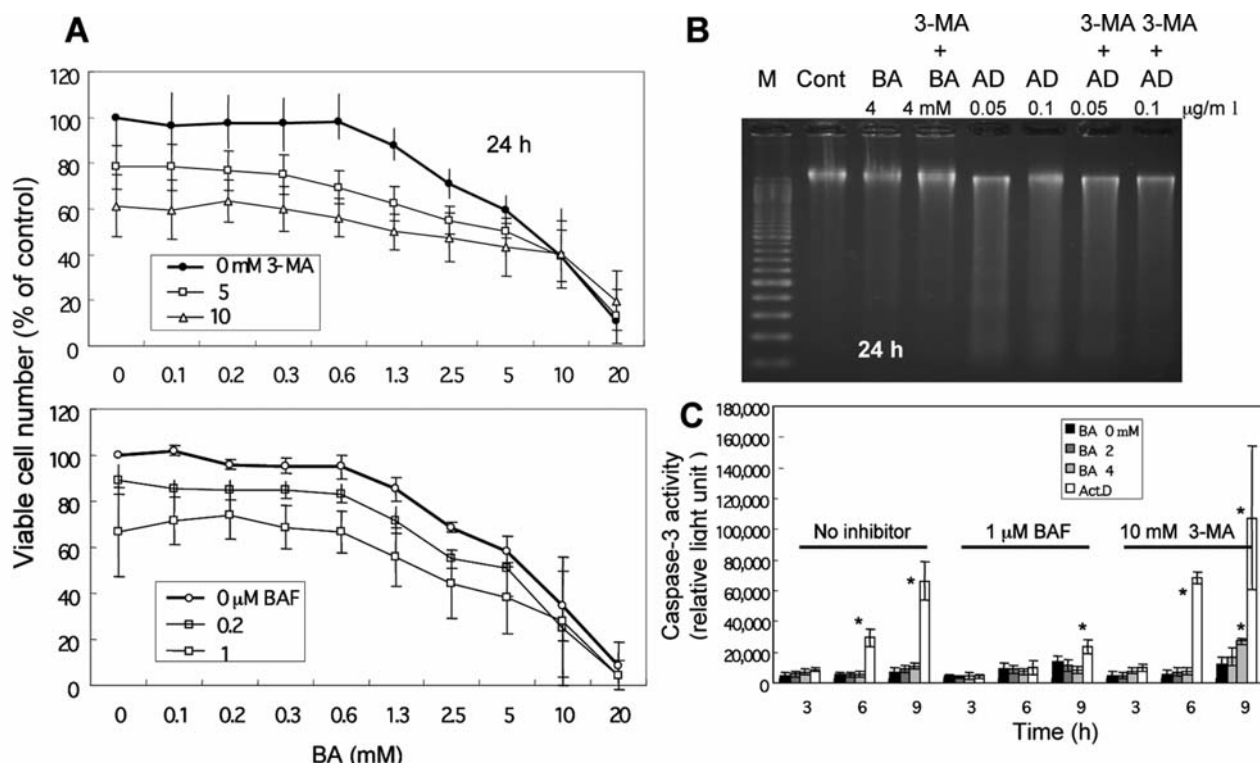 A
Viable cell number (% of control)
120
100
80
60
40
20
0
24 h
0 mM 3-MA
5
10
0 0.1 0.2 0.3 0.6 1.3 2.5 5 10 20
120
100
80
60
40
20
0
0 μM BAF
0.2
1
0 0.1 0.2 0.3 0.6 1.3 2.5 5 10 20
BA (mM)
B
3-MA 3-MA 3-MA
+ + +
M Cont BA BA AD AD AD AD
4 4 mM 0.05 0.1 0.05 0.1 μg/m l
24 h
C
Caspase-3 activity
(relative light unit)
180,000
160,000
140,000
120,000
100,000
80,000
60,000
40,000
20,000
0
BA 0 mM
BA 2
BA 4
Act.D
No inhibitor 1 μM BAF 10 mM 3-MA
* * * * * *
3 6 9 3 6 9 3 6 9
Time (h)